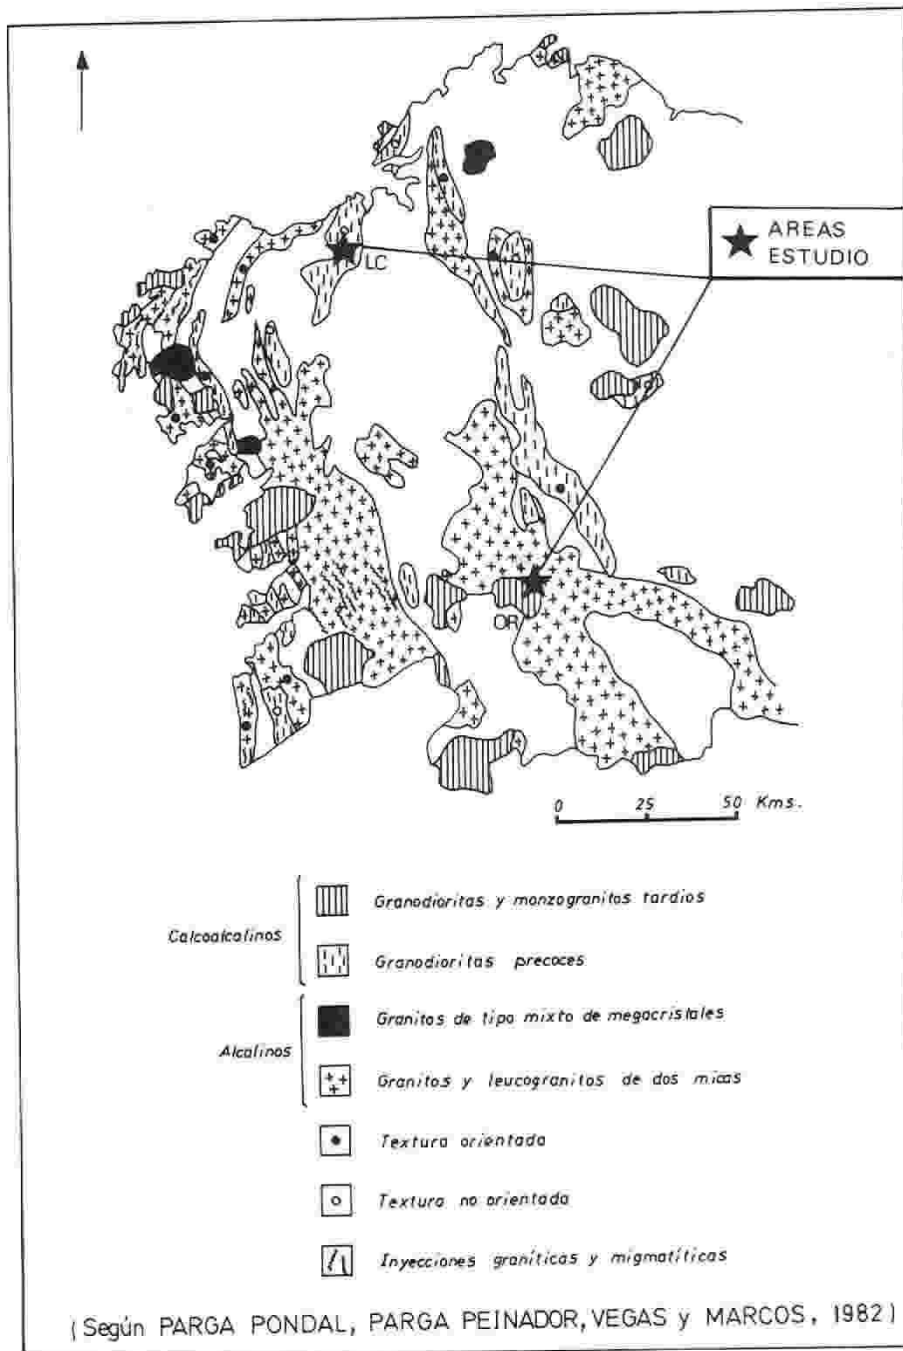 AREAS
ESTUDIO
LC
OR
0 25 50 Kms.
Calcoalcalinos
Granodioritas y monzogranitos tardios
Granodioritas precoces
Alcalinos
Granitos de tipo mixto de megacristales
Granitos y leucogranitos de dos micas
Textura orientada
Textura no orientada
Inyecciones graníticas y migmatíticas
(Según PARGA PONDAL, PARGA PEINADOR, VEGAS y MARCOS, 1982)